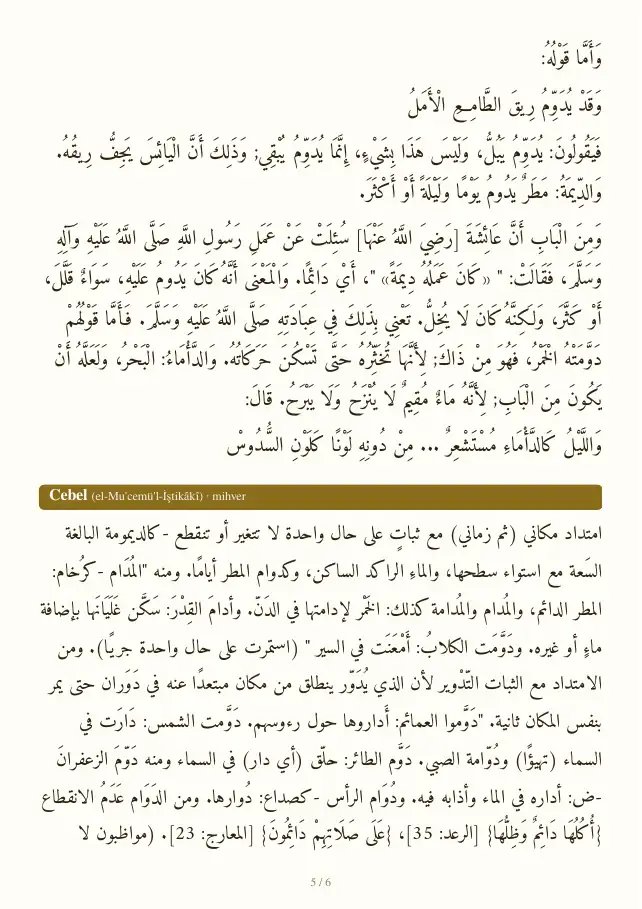 وَأَمَّا قَوْلُهُ:
وَقَدْ يُدَوِّمُ رِيقَ الطَّامِعِ الْأَمَلُ
فَيَقُولُونَ: يُدَوِّمُ يَبُلُّ، وَلَيْسَ هَذَا بِشَيْءٍ، إِنَّمَا يُدَوِّمُ يُبْقِي; وَذَلِكَ أَنَّ الْيَائِسَ يَجِفُّ رِيقُهُ.
وَالدِّيمَةُ: مَطَرٌ يَدُومُ يَوْمًا وَلَيْلَةً أَوْ أَكْثَرَ.
وَمِنَ الْبَابِ أَنَّ عَائِشَةَ [رَضِيَ اللَّهُ عَنْهَا] سُئِلَتْ عَنْ عَمَلِ رَسُولِ اللَّهِ صَلَّى اللَّهُ عَلَيْهِ وَآلِهِ
وَسَلَّمَ، فَقَالَتْ: " «كَانَ عَمَلُهُ دِيمَةً» "، أَيْ دَائِمًا. وَالْمَعْنَى أَنَّهُ كَانَ يَدُومُ عَلَيْهِ، سَوَاءٌ قَلَّلَ،
أَوْ كَثَّرَ، وَلَكِنَّهُ كَانَ لَا يُخِلُّ. تَعْنِي بِذَلِكَ فِي عِبَادَتِهِ صَلَّى اللَّهُ عَلَيْهِ وَسَلَّمَ. فَأَمَّا قَوْلُهُمْ
دَوَّمَتْهُ الْخَمْرُ، فَهُوَ مِنْ ذَاكَ; لِأَنَّهَا تُخَثِّرُهُ حَتَّى تَسْكُنَ حَرَكَاتُهُ. وَالدَّأْمَاءُ: الْبَحْرُ، وَلَعَلَّهُ أَنْ
يَكُونَ مِنَ الْبَابِ; لِأَنَّهُ مَاءٌ مُقِيمٌ لَا يُنْزَحُ وَلَا يَبْرَحُ. قَالَ:
وَاللَّيْلُ كَالدَّأْمَاءِ مُسْتَشْعِرٌ ... مِنْ دُونِهِ لَوْنًا كَلَوْنِ السُّدُوسْ
Cebel (el-Mu'cemü'l-İştikâkî) · mihver
امتداد مكاني (ثم زماني) مع ثباتٍ على حال واحدة لا تتغير أو تنقطع -كالديمومة البالغة
السَعة مع استواء سطحها، والماءِ الراكد الساكن، وكدوام المطر أيامًا. ومنه "المُدَام -كرُخام:
المطر الدائم، والمُدام والمُدامة كذلك: الخَمْر لإدامتها في الدَنّ. وأدامَ القِدْرَ: سَكَّن غَلَيَانَها بإضافة
ماءٍ أو غيره. ودَوَّمَت الكلابُ: أَمْعَنَت في السير " (استمرت على حال واحدة جريًا). ومن
الامتداد مع الثبات التّدْوير لأن الذي يُدَوّر ينطلق من مكان مبتعدًا عنه في دَوَران حتى يمر
بنفس المكان ثانية. "دَوَّموا العمائم: أَداروها حول رءوسهم. دَوَّمت الشمس: دَارَت في
السماء (تهيؤًا) ودُوّامة الصبي. دَوَّم الطائر: حلّق (أي دار) في السماء ومنه دَوَّمَ الزعفرانَ
-ض: أداره في الماء وأذابه فيه. ودُوَام الرأس -كصداع: دُوارها. ومن الدَوَام عَدَمُ الانقطاع
{أُكُلُهَا دَائِمٌ وَظِلُّهَا} [الرعد: 35]، {عَلَى صَلَاتِهِمْ دَائِمُونَ} [المعارج: 23]. (مواظبون لا
5 / 6